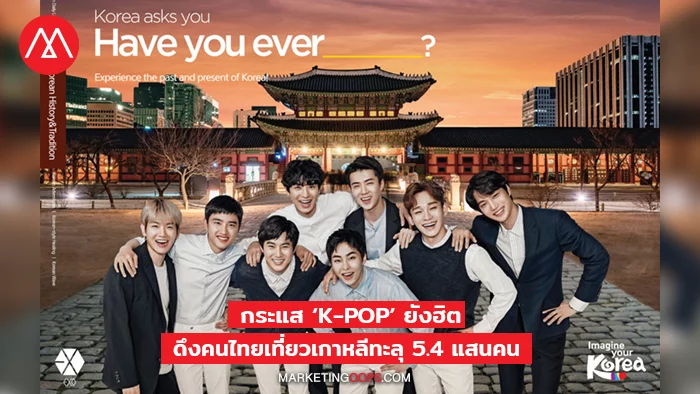 Korea asks you
Have you ever______?
Experience the past and present of Korea!
Korean History&Tradition
กระแส ‘K-POP’ ยังฮิต
ดึงคนไทยเที่ยวเกาหลีทะลุ 5.4 แสนคน
MARKETINGOOPS.COM
EXO
Imagine
your
Korea